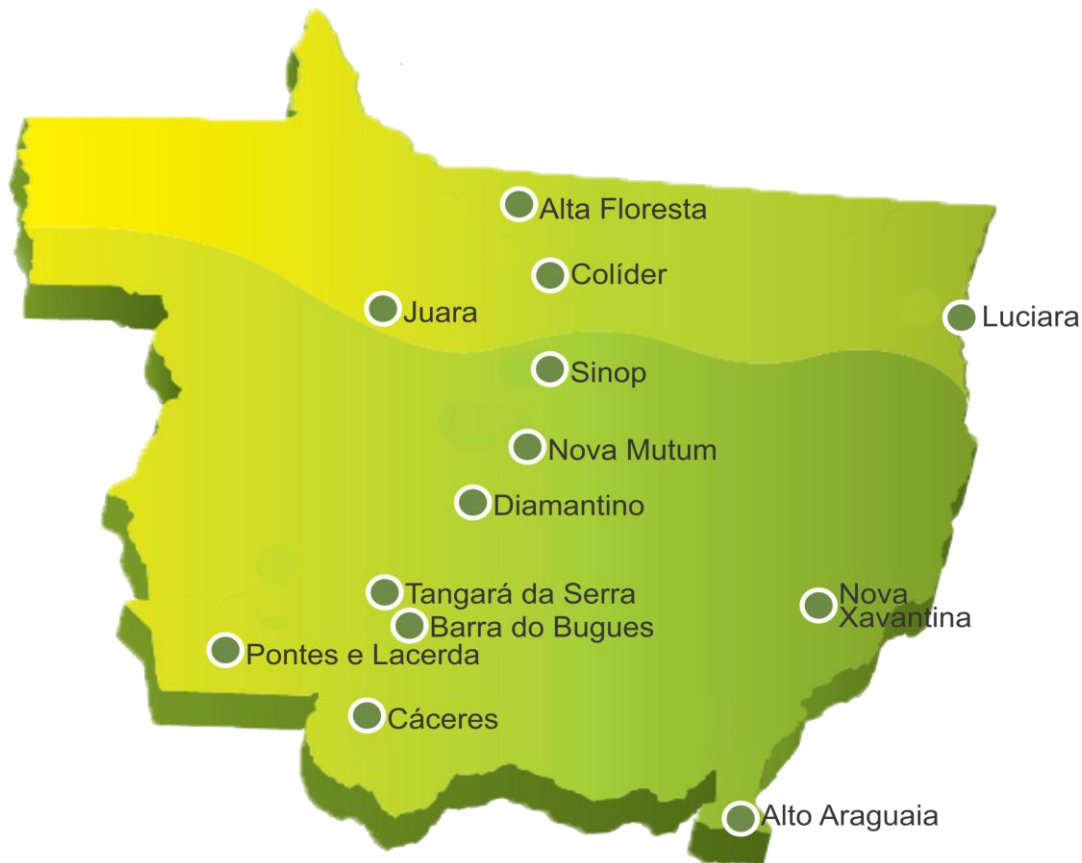 Alta Floresta
Colíder
Juara
Luciara
Sinop
Nova Mutum
Diamantino
Tangará da Serra
Nova
Xavantina
Barra do Bugues
Pontes e Lacerda
Cáceres
Alto Araguaia